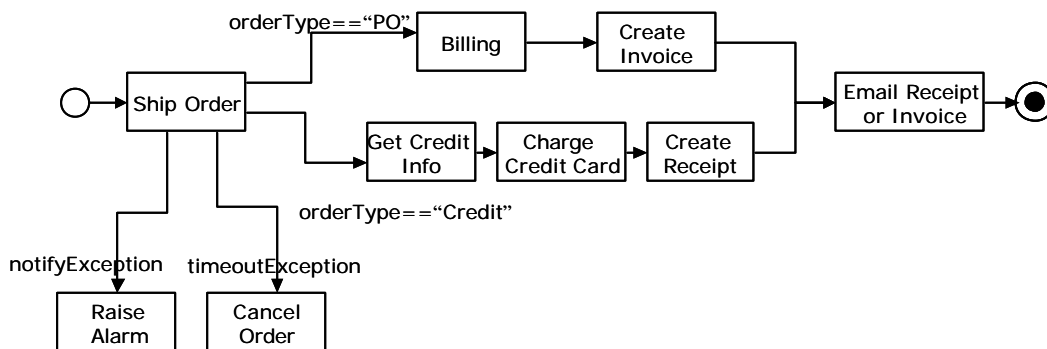 orderType==“PO”
Billing
Create
Invoice
Ship Order
Email Receipt
or Invoice
Get Credit
Info
Charge
Credit Card
Create
Receipt
orderType==“Credit”
notifyException
timeoutException
Raise
Alarm
Cancel
Order